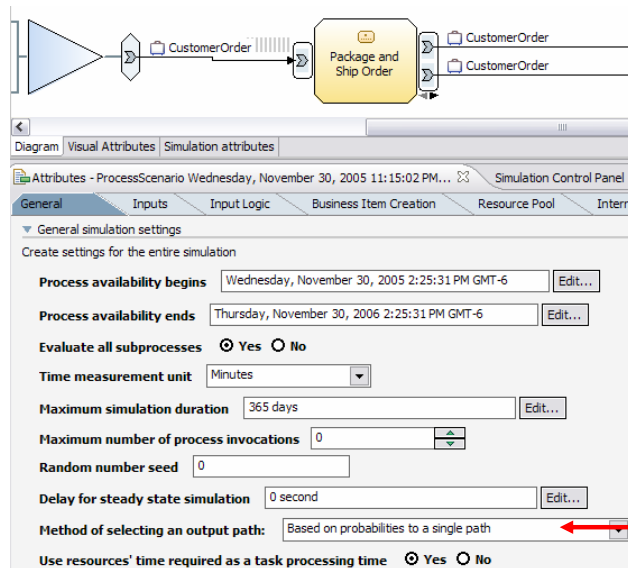 CustomerOrder
Package and
Ship Order
CustomerOrder
CustomerOrder
Diagram Visual Attributes Simulation attributes
Attributes - ProcessScenario Wednesday, November 30, 2005 11:15:02 PM... Simulation Control Panel
General Inputs Input Logic Business Item Creation Resource Pool Intern
General simulation settings
Create settings for the entire simulation
Process availability begins Wednesday, November 30, 2005 2:25:31 PM GMT-6 Edit...
Process availability ends Thursday, November 30, 2006 2:25:31 PM GMT-6 Edit...
Evaluate all subprocesses Yes No
Time measurement unit Minutes
Maximum simulation duration 365 days Edit...
Maximum number of process invocations 0
Random number seed 0
Delay for steady state simulation 0 second Edit...
Method of selecting an output path: Based on probabilities to a single path
Use resources' time required as a task processing time Yes No